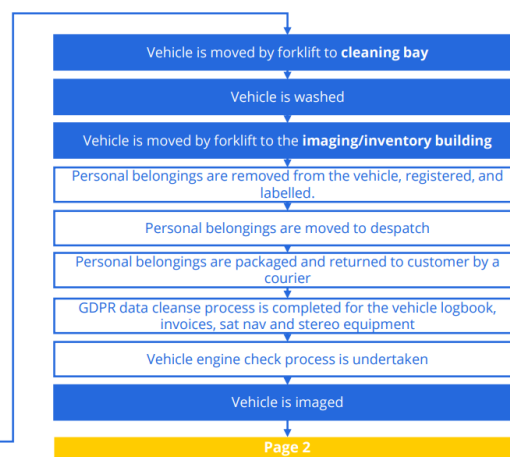 Vehicle is moved by forklift to cleaning bay
Vehicle is washed
Vehicle is moved by forklift to the imaging/inventory building
Personal belongings are removed from the vehicle, registered, and
labelled.
Personal belongings are moved to despatch
Personal belongings are packaged and returned to customer by a
courier
GDPR data cleanse process is completed for the vehicle logbook,
invoices, sat nav and stereo equipment
Vehicle engine check process is undertaken
Vehicle is imaged
Page 2